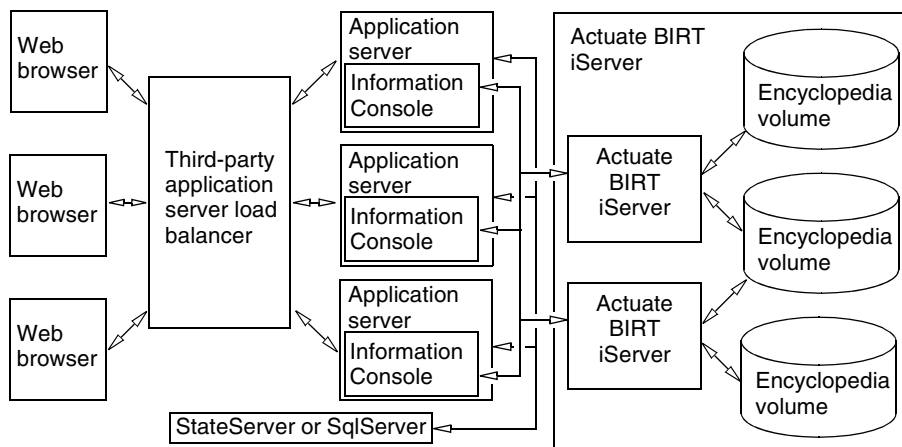 Web
browser
Web
browser
Web
browser
Third-party
application
server load
balancer
Application
server
Information
Console
Application
server
Information
Console
Application
server
Information
Console
StateServer or SqlServer
Actuate BIRT
iServer
Actuate
BIRT
iServer
Actuate
BIRT
iServer
Encyclopedia
volume
Encyclopedia
volume
Encyclopedia
volume